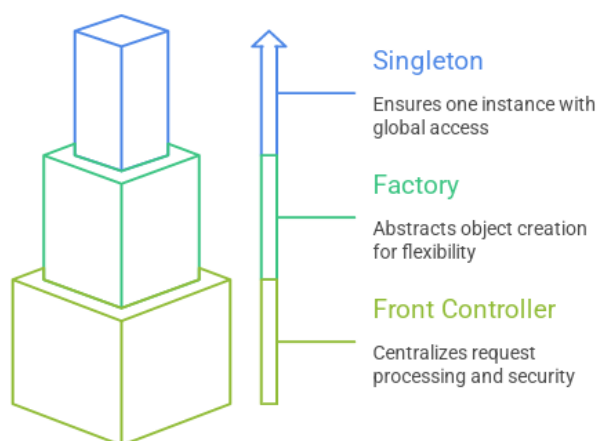 Singleton
Ensures one instance with
global access
Factory
Abstracts object creation
for flexibility
Front Controller
Centralizes request
processing and security